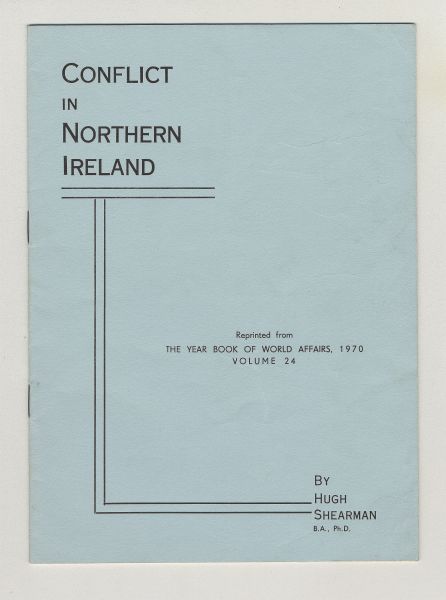 CONFLICT
IN
NORTHERN
IRELAND
Reprinted from
THE YEAR BOOK OF WORLD AFFAIRS, 1970
VOLUME 24
BY
HUGH
SHEARMAN
B.A., Ph.D.